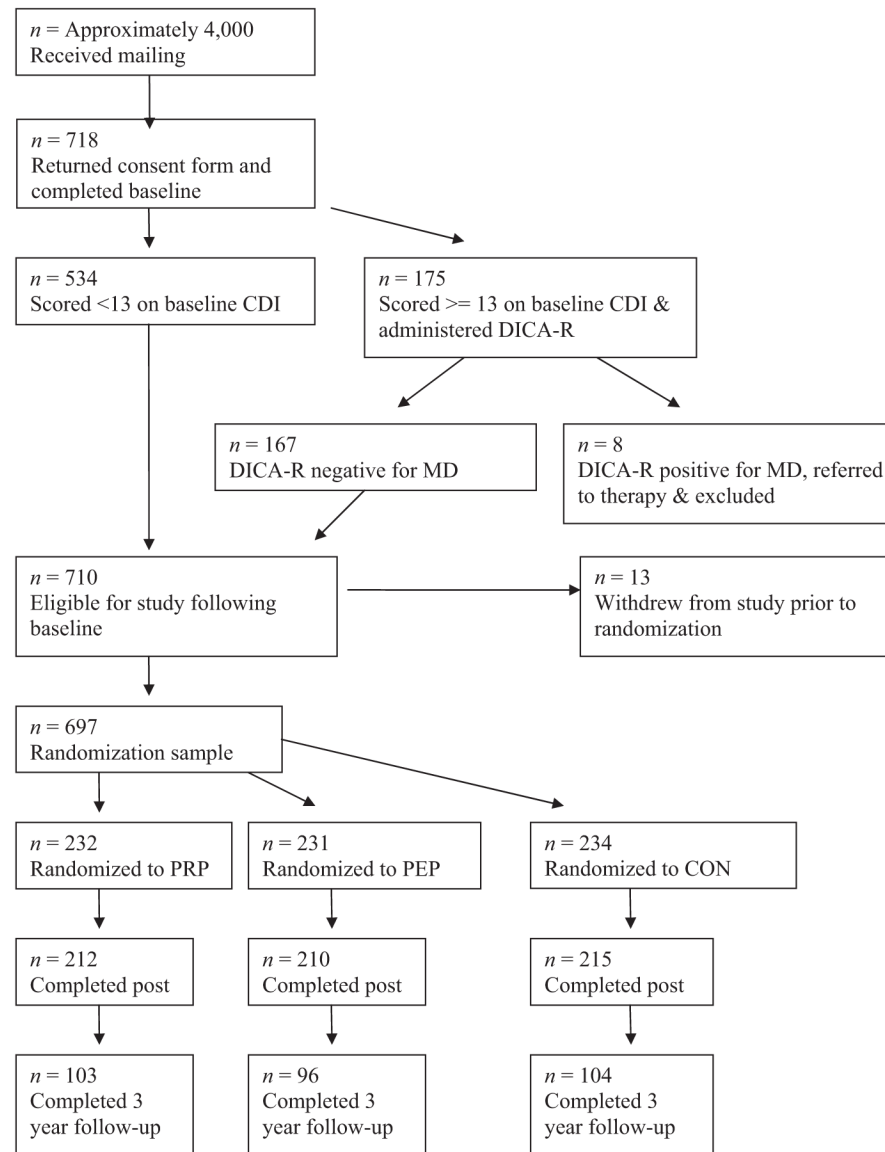 n = Approximately 4,000
Received mailing
n = 718
Returned consent form and
completed baseline
n = 534
Scored <13 on baseline CDI
n = 175
Scored >= 13 on baseline CDI &
administered DICA-R
n = 167
DICA-R negative for MD
n = 8
DICA-R positive for MD, referred
to therapy & excluded
n = 710
Eligible for study following
baseline
n = 13
Withdrew from study prior to
randomization
n = 697
Randomization sample
n = 232
Randomized to PRP
n = 231
Randomized to PEP
n = 234
Randomized to CON
n = 212
Completed post
n = 210
Completed post
n = 215
Completed post
n = 103
Completed 3
year follow-up
n = 96
Completed 3
year follow-up
n = 104
Completed 3
year follow-up